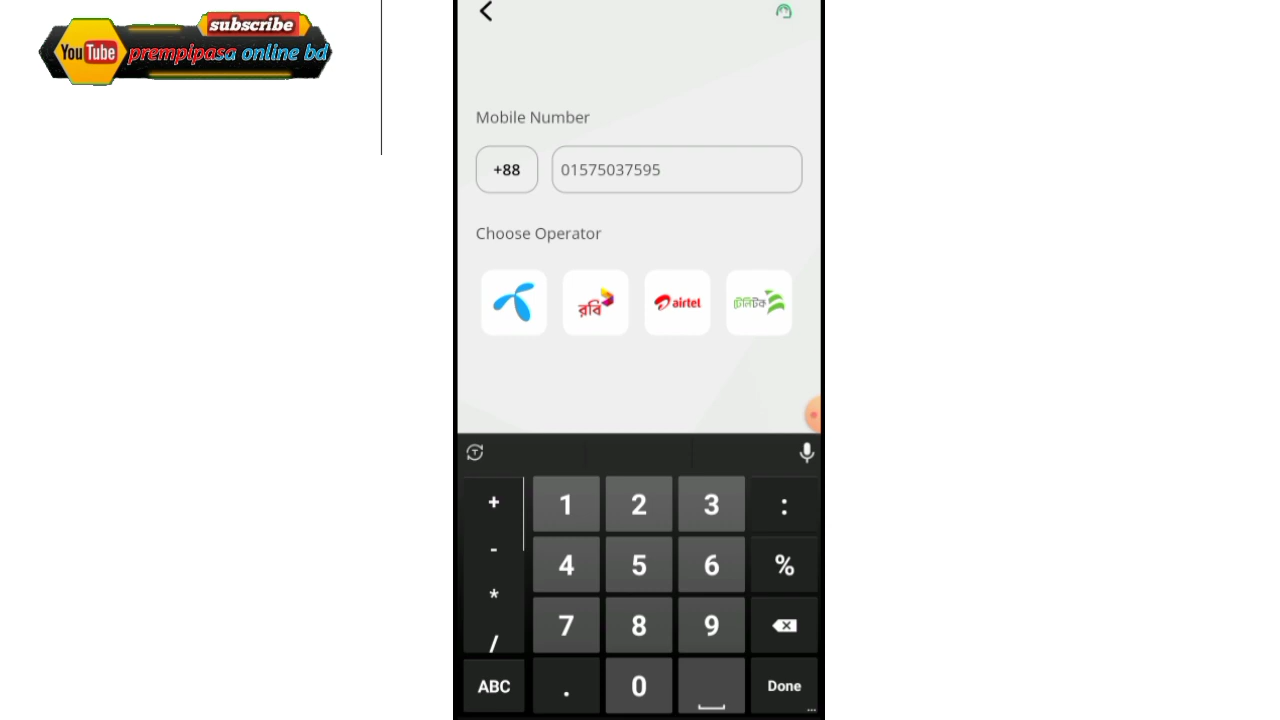 subscribe
YouTube prempipasa online bd
Mobile Number
+88 01575037595
Choose Operator
রবি airtel টেলিটক
+ 1 2 3 :
- 4 5 6 %
* 7 8 9
/
ABC . 0 Done